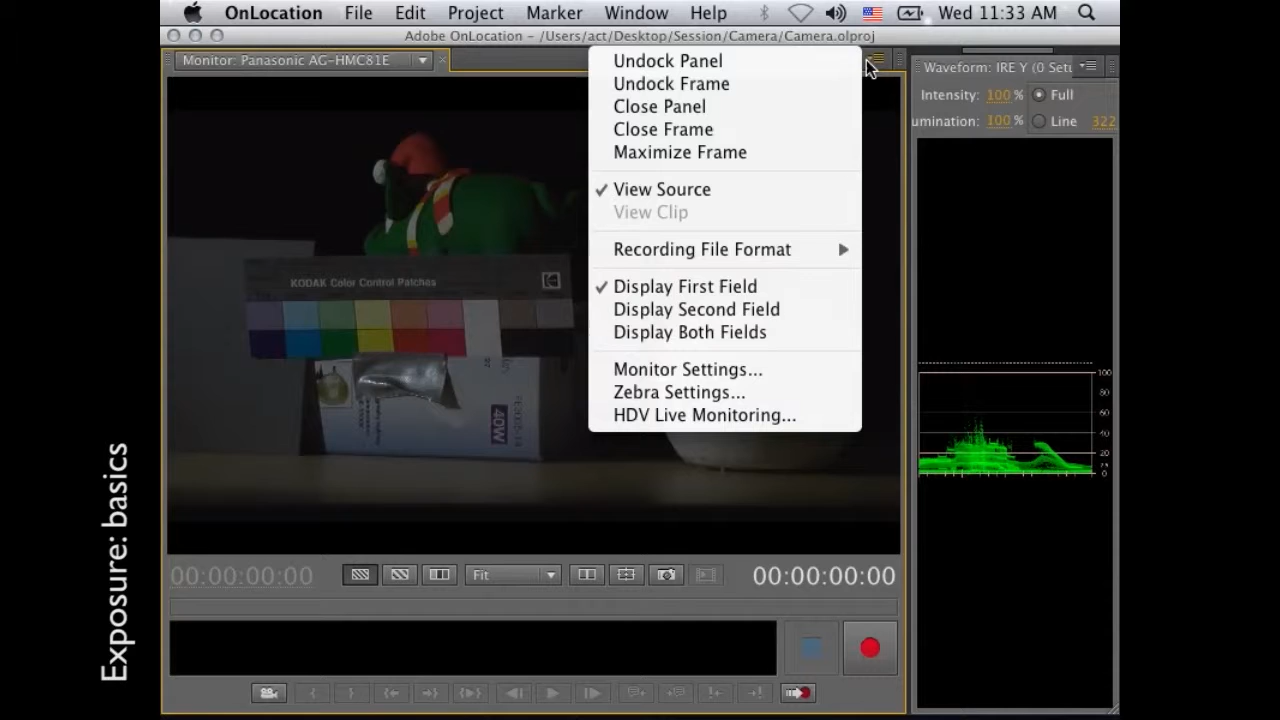 OnLocation File Edit Project Marker Window Help Wed 11:33 AM
Adobe OnLocation - /Users/act/Desktop/Session/Camera/Camera.olproj
Monitor: Panasonic AG-HMC81E
Undock Panel
Undock Frame
Close Panel
Close Frame
Maximize Frame
View Source
View Clip
Recording File Format
Display First Field
Display Second Field
Display Both Fields
Monitor Settings...
Zebra Settings...
HDV Live Monitoring...
Waveform: IRE Y (0 Setu
Intensity: 100 % Full
umination: 100 % Line 322
100
80
60
40
20
7.5
0
KODAK Color Control Patches
40W
00:00:00:00 Fit 00:00:00:00
Exposure: basics